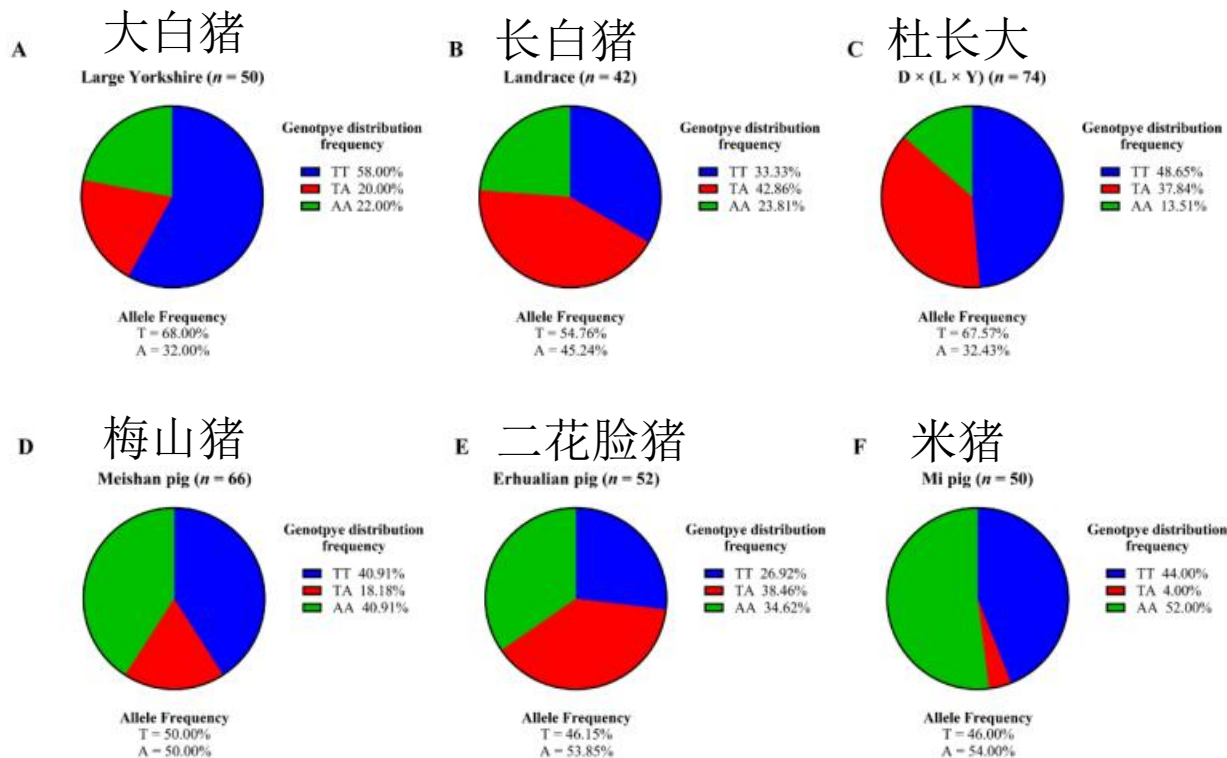 A 大白猪
Large Yorkshire (n = 50)
Genotpye distribution
frequency
TT 58.00%
TA 20.00%
AA 22.00%
Allele Frequency
T = 68.00%
A = 32.00%
B 长白猪
Landrace (n = 42)
Genotpye distribution
frequency
TT 33.33%
TA 42.86%
AA 23.81%
Allele Frequency
T = 54.76%
A = 45.24%
C 杜长大
D × (L × Y) (n = 74)
Genotpye distribution
frequency
TT 48.65%
TA 37.84%
AA 13.51%
Allele Frequency
T = 67.57%
A = 32.43%
D 梅山猪
Meishan pig (n = 66)
Genotpye distribution
frequency
TT 40.91%
TA 18.18%
AA 40.91%
Allele Frequency
T = 50.00%
A = 50.00%
E 二花脸猪
Erhualian pig (n = 52)
Genotpye distribution
frequency
TT 26.92%
TA 38.46%
AA 34.62%
Allele Frequency
T = 46.15%
A = 53.85%
F 米猪
Mi pig (n = 50)
Genotpye distribution
frequency
TT 44.00%
TA 4.00%
AA 52.00%
Allele Frequency
T = 46.00%
A = 54.00%